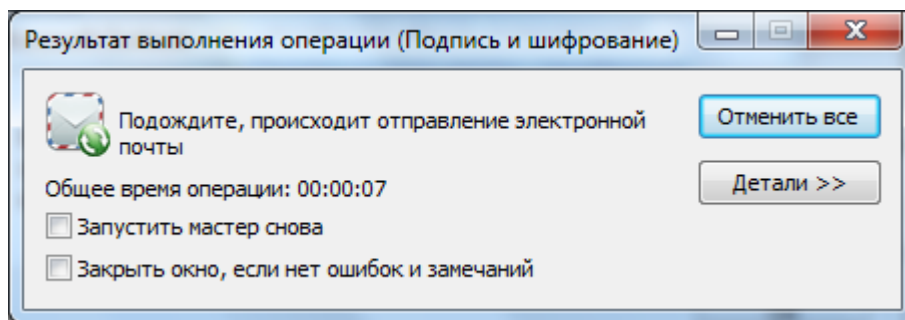 Результат выполнения операции (Подпись и шифрование)
Подождите, происходит отправление электронной
почты
Отменить все
Общее время операции: 00:00:07
Детали >>
Запустить мастер снова
Закрыть окно, если нет ошибок и замечаний